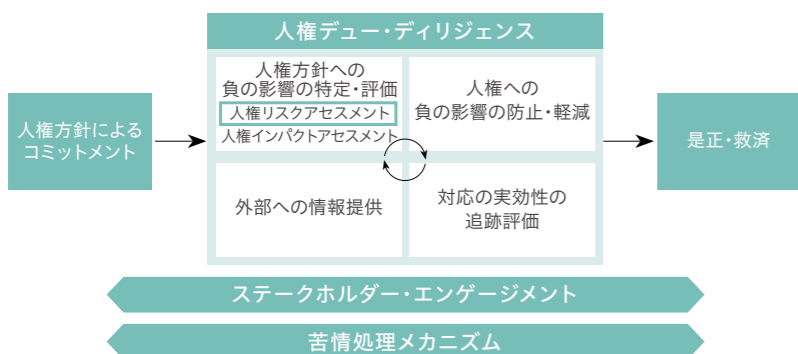 人権デュー・ディリジェンス
人権方針による
コミットメント
人権方針への
負の影響の特定・評価
人権リスクアセスメント
人権インパクトアセスメント
人権への
負の影響の防止・軽減
外部への情報提供
対応の実効性の
追跡評価
是正・救済
ステークホルダー・エンゲージメント
苦情処理メカニズム